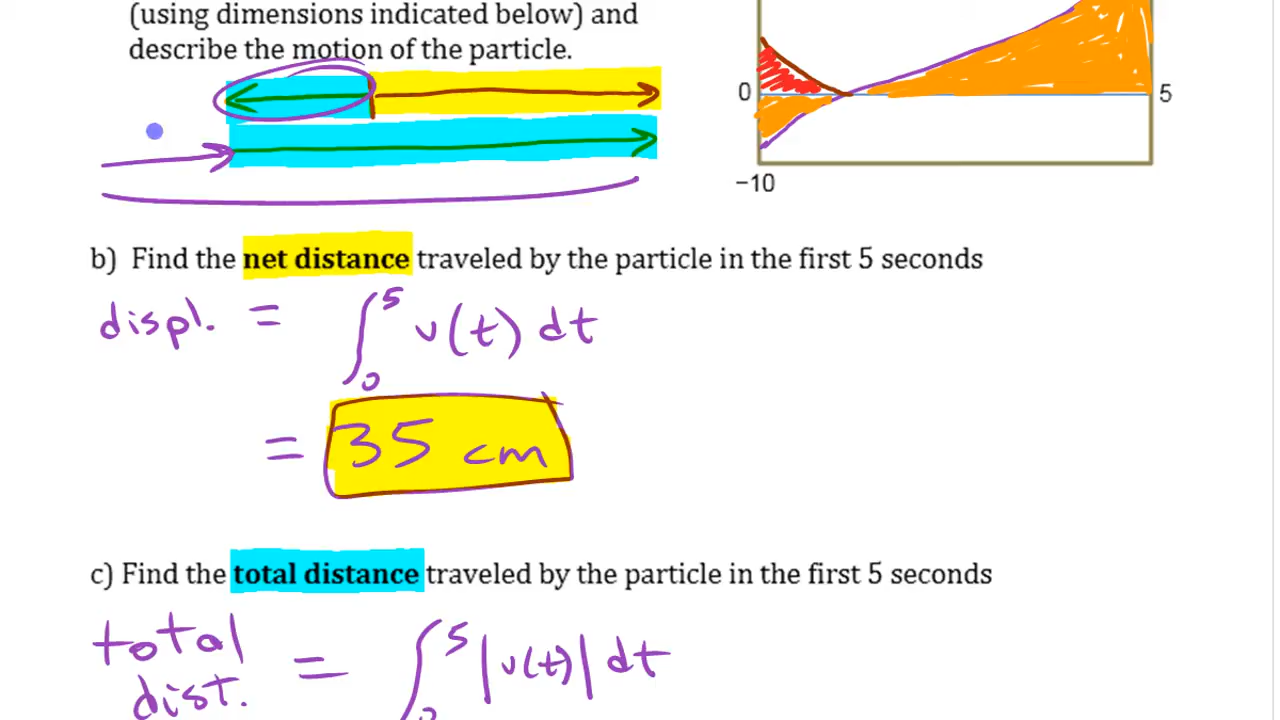 (using dimensions indicated below) and
describe the motion of the particle.
0
5
−10
b) Find the net distance traveled by the particle in the first 5 seconds
displ. = ∫₀⁵ v(t) dt
= 35 cm
c) Find the total distance traveled by the particle in the first 5 seconds
total
dist. = ∫₀⁵ |v(t)| dt